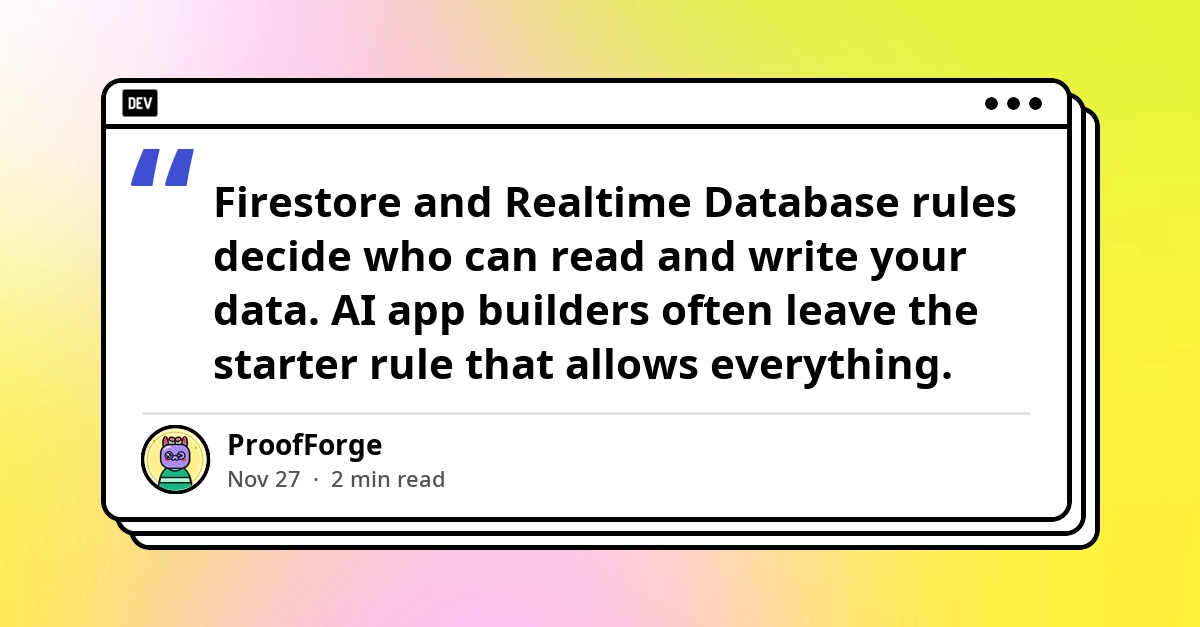 DEV
“
Firestore and Realtime Database rules
decide who can read and write your
data. AI app builders often leave the
starter rule that allows everything.
ProofForge
Nov 27 · 2 min read